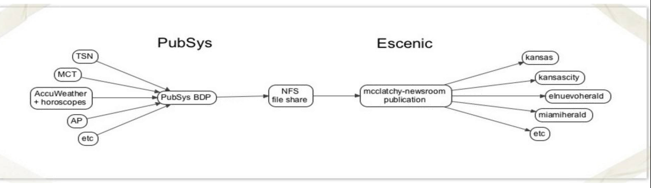 PubSys
Escenic
TSN
MCT
AccuWeather
+ horoscopes
AP
etc
PubSys BDP
NFS
file share
mcclatchy-newsroom
publication
kansas
kansascity
elnuevoherald
miamiherald
etc